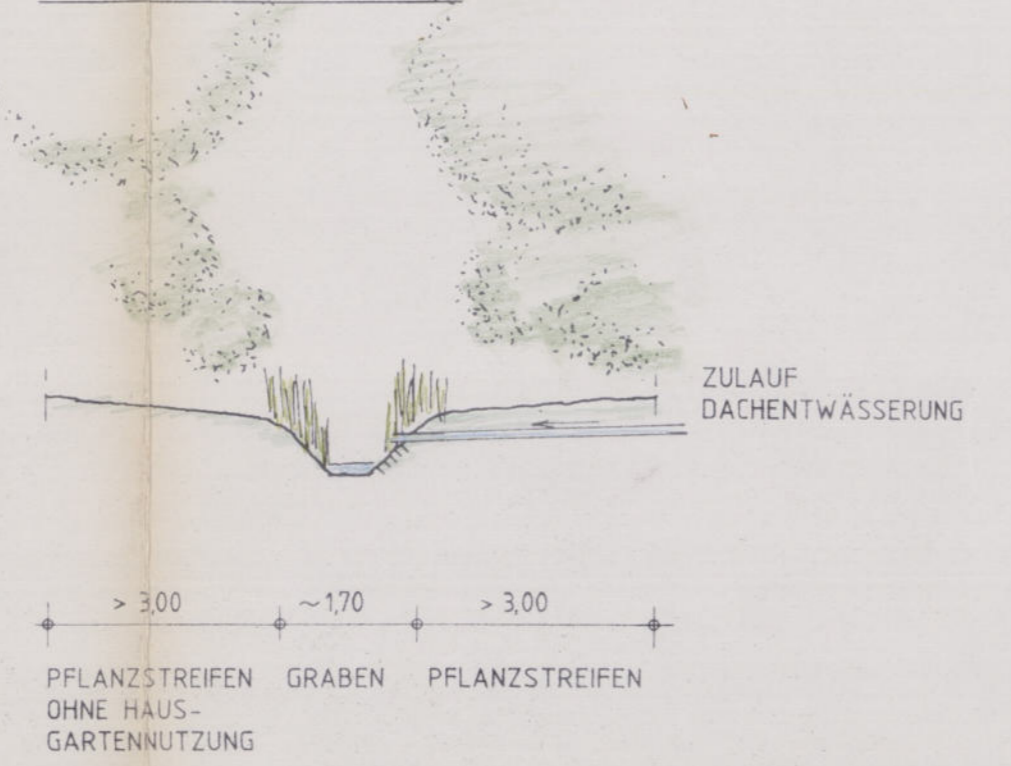 ZULAUF
DACHENTWÄSSERUNG
> 3,00 ~1,70 > 3,00
PFLANZSTREIFEN GRABEN PFLANZSTREIFEN
OHNE HAUS-
GARTENNUTZUNG